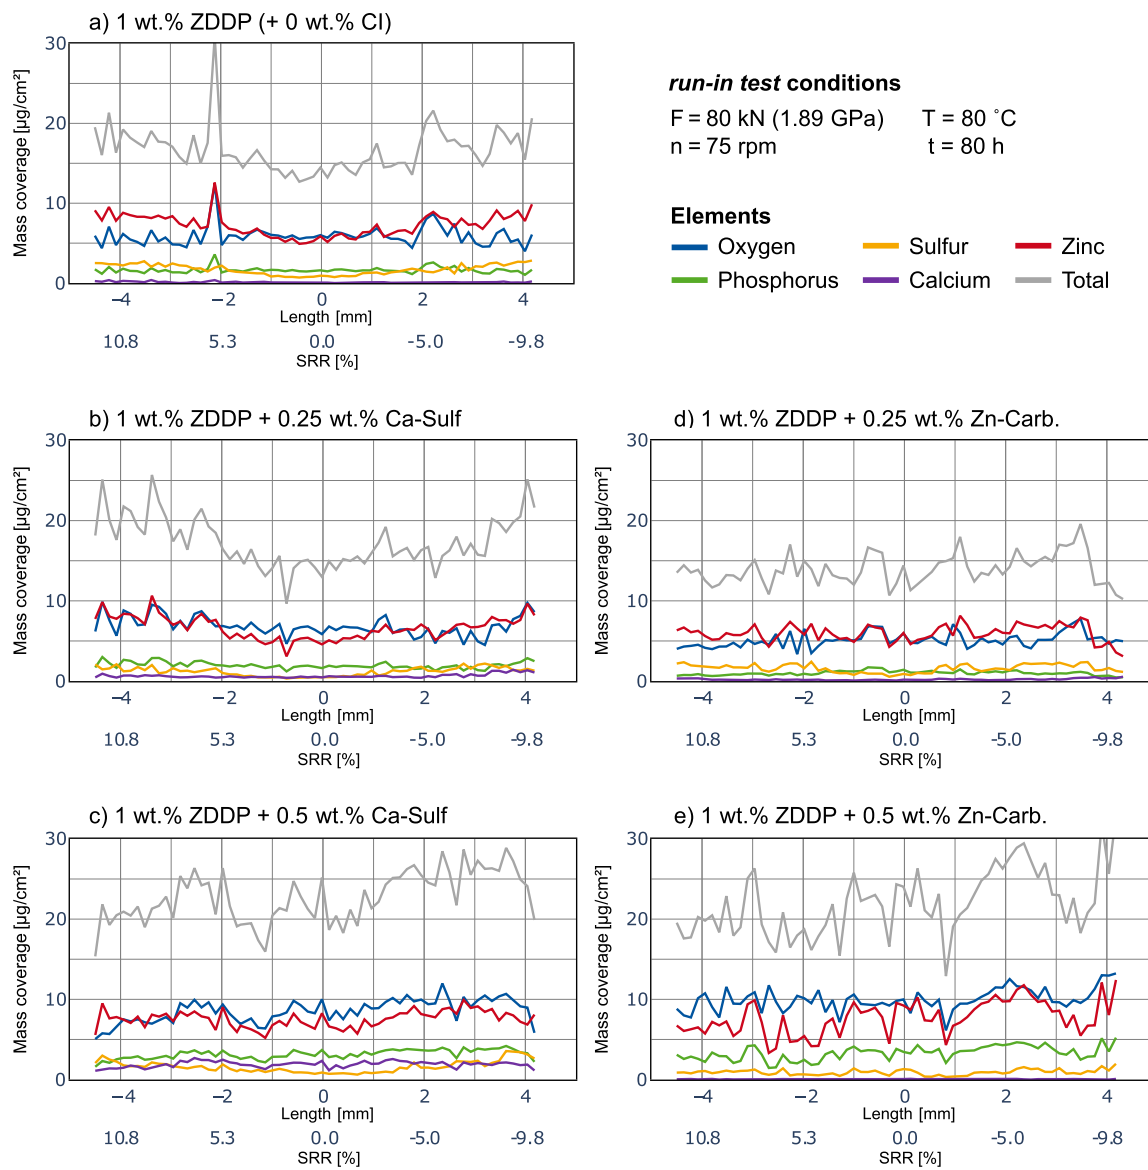 a) 1 wt.% ZDDP (+ 0 wt.% CI)
Mass coverage [µg/cm²]
30
20
10
0
−4 −2 0 2 4
Length [mm]
10.8 5.3 0.0 -5.0 -9.8
SRR [%]
run-in test conditions
F = 80 kN (1.89 GPa) T = 80 ˚C
n = 75 rpm t = 80 h
Elements
Oxygen Sulfur Zinc
Phosphorus Calcium Total
b) 1 wt.% ZDDP + 0.25 wt.% Ca-Sulf
Mass coverage [µg/cm²]
30
20
10
0
−4 −2 0 2 4
Length [mm]
10.8 5.3 0.0 -5.0 -9.8
SRR [%]
d) 1 wt.% ZDDP + 0.25 wt.% Zn-Carb.
Mass coverage [µg/cm²]
30
20
10
0
−4 −2 0 2 4
Length [mm]
10.8 5.3 0.0 -5.0 -9.8
SRR [%]
c) 1 wt.% ZDDP + 0.5 wt.% Ca-Sulf
Mass coverage [µg/cm²]
30
20
10
0
−4 −2 0 2 4
Length [mm]
10.8 5.3 0.0 -5.0 -9.8
SRR [%]
e) 1 wt.% ZDDP + 0.5 wt.% Zn-Carb.
Mass coverage [µg/cm²]
30
20
10
0
−4 −2 0 2 4
Length [mm]
10.8 5.3 0.0 -5.0 -9.8
SRR [%]